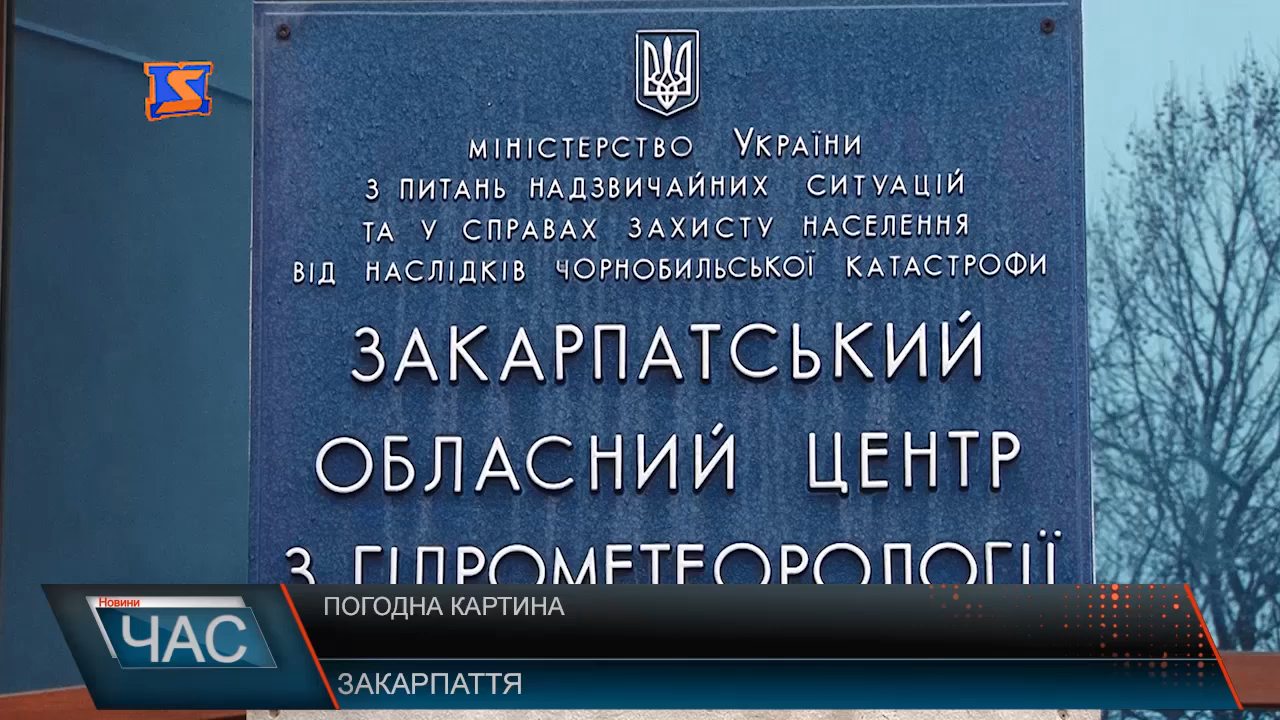 МІНІСТЕРСТВО УКРАЇНИ
З ПИТАНЬ НАДЗВИЧАЙНИХ СИТУАЦІЙ
ТА У СПРАВАХ ЗАХИСТУ НАСЕЛЕННЯ
ВІД НАСЛІДКІВ ЧОРНОБИЛЬСЬКОЇ КАТАСТРОФИ
ЗАКАРПАТСЬКИЙ
ОБЛАСНИЙ ЦЕНТР
З ГІДРОМЕТЕОРОЛОГІЇ
Новини
ЧАС
ПОГОДНА КАРТИНА
ЗАКАРПАТТЯ